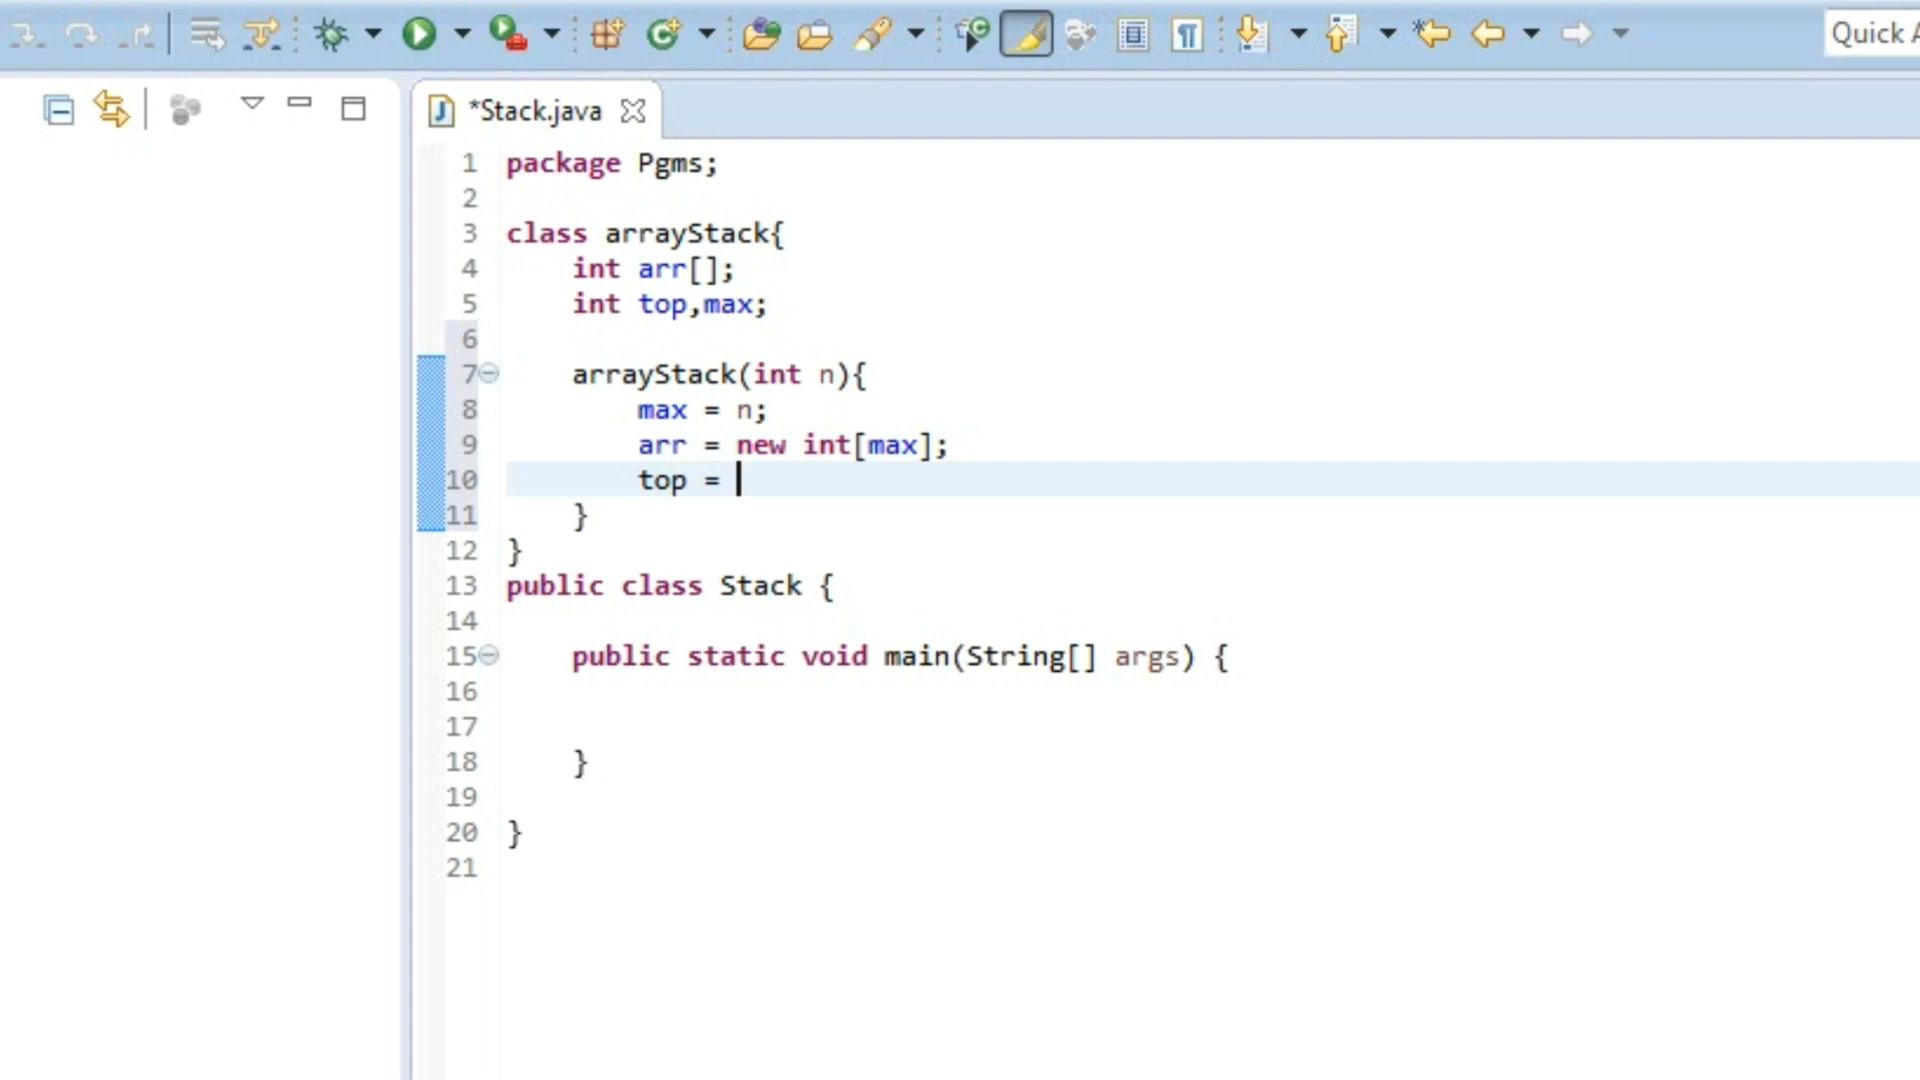 Quick A
*Stack.java
1 package Pgms;
2
3 class arrayStack{
4 int arr[];
5 int top,max;
6
7 arrayStack(int n){
8 max = n;
9 arr = new int[max];
10 top =
11 }
12 }
13 public class Stack {
14
15 public static void main(String[] args) {
16
17
18 }
19
20 }
21